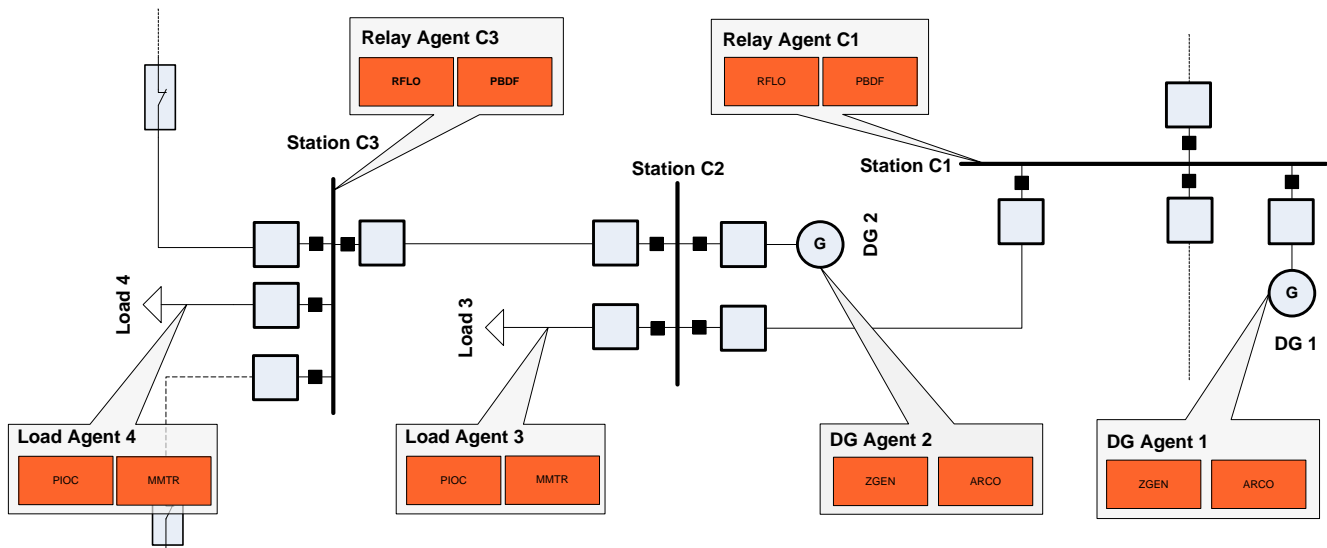 Relay Agent C3
RFLO PBDF
Relay Agent C1
RFLO PBDF
Station C3
Station C2
Station C1
DG 2
G
G
DG 1
Load 4
Load 3
Load Agent 4
PIOC MMTR
Load Agent 3
PIOC MMTR
DG Agent 2
ZGEN ARCO
DG Agent 1
ZGEN ARCO